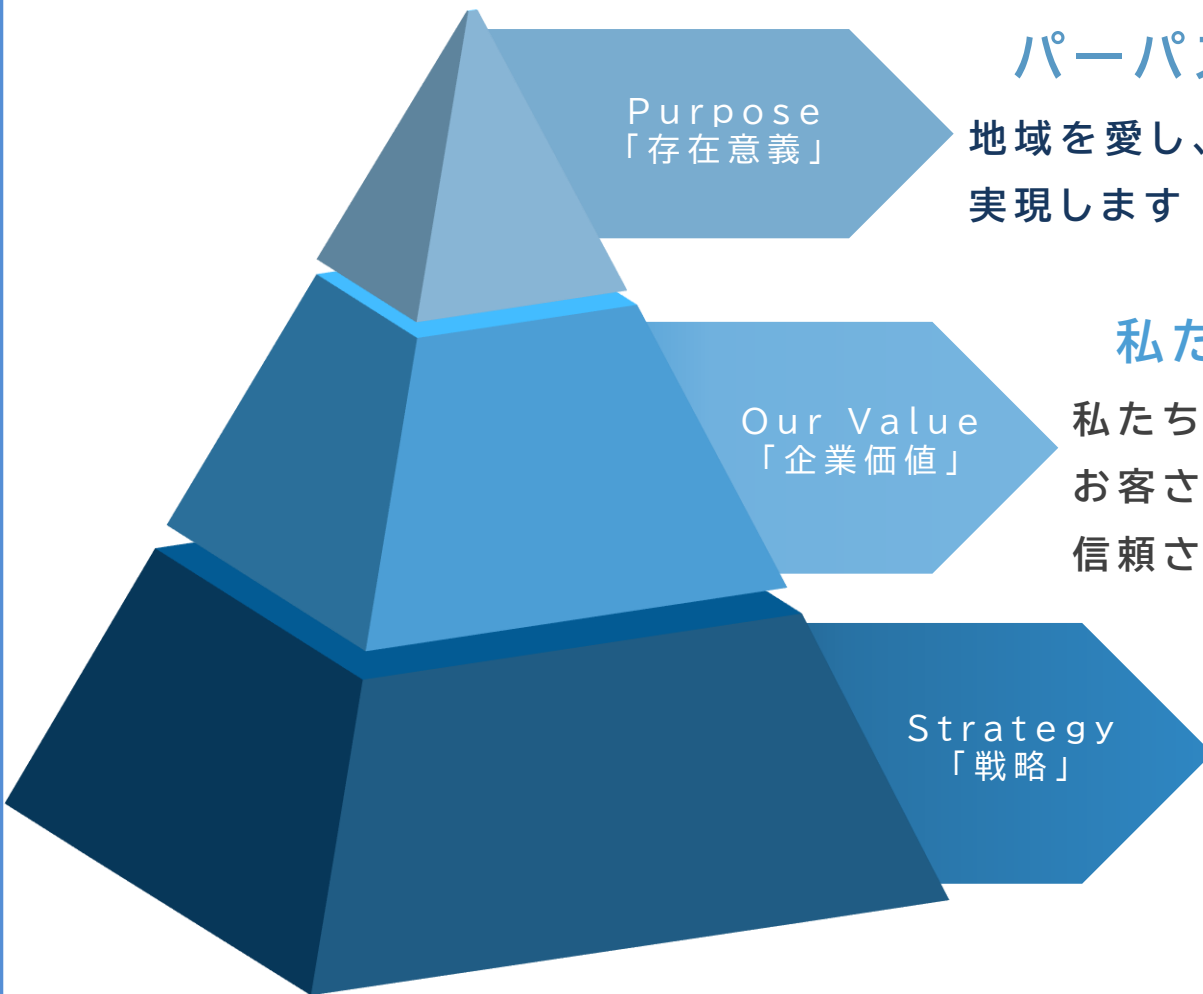 パーパス
Purpose
「存在意義」
地域を愛し、
実現します
私た
Our Value
「企業価値」
私たち
お客さ
信頼さ
Strategy
「戦略」